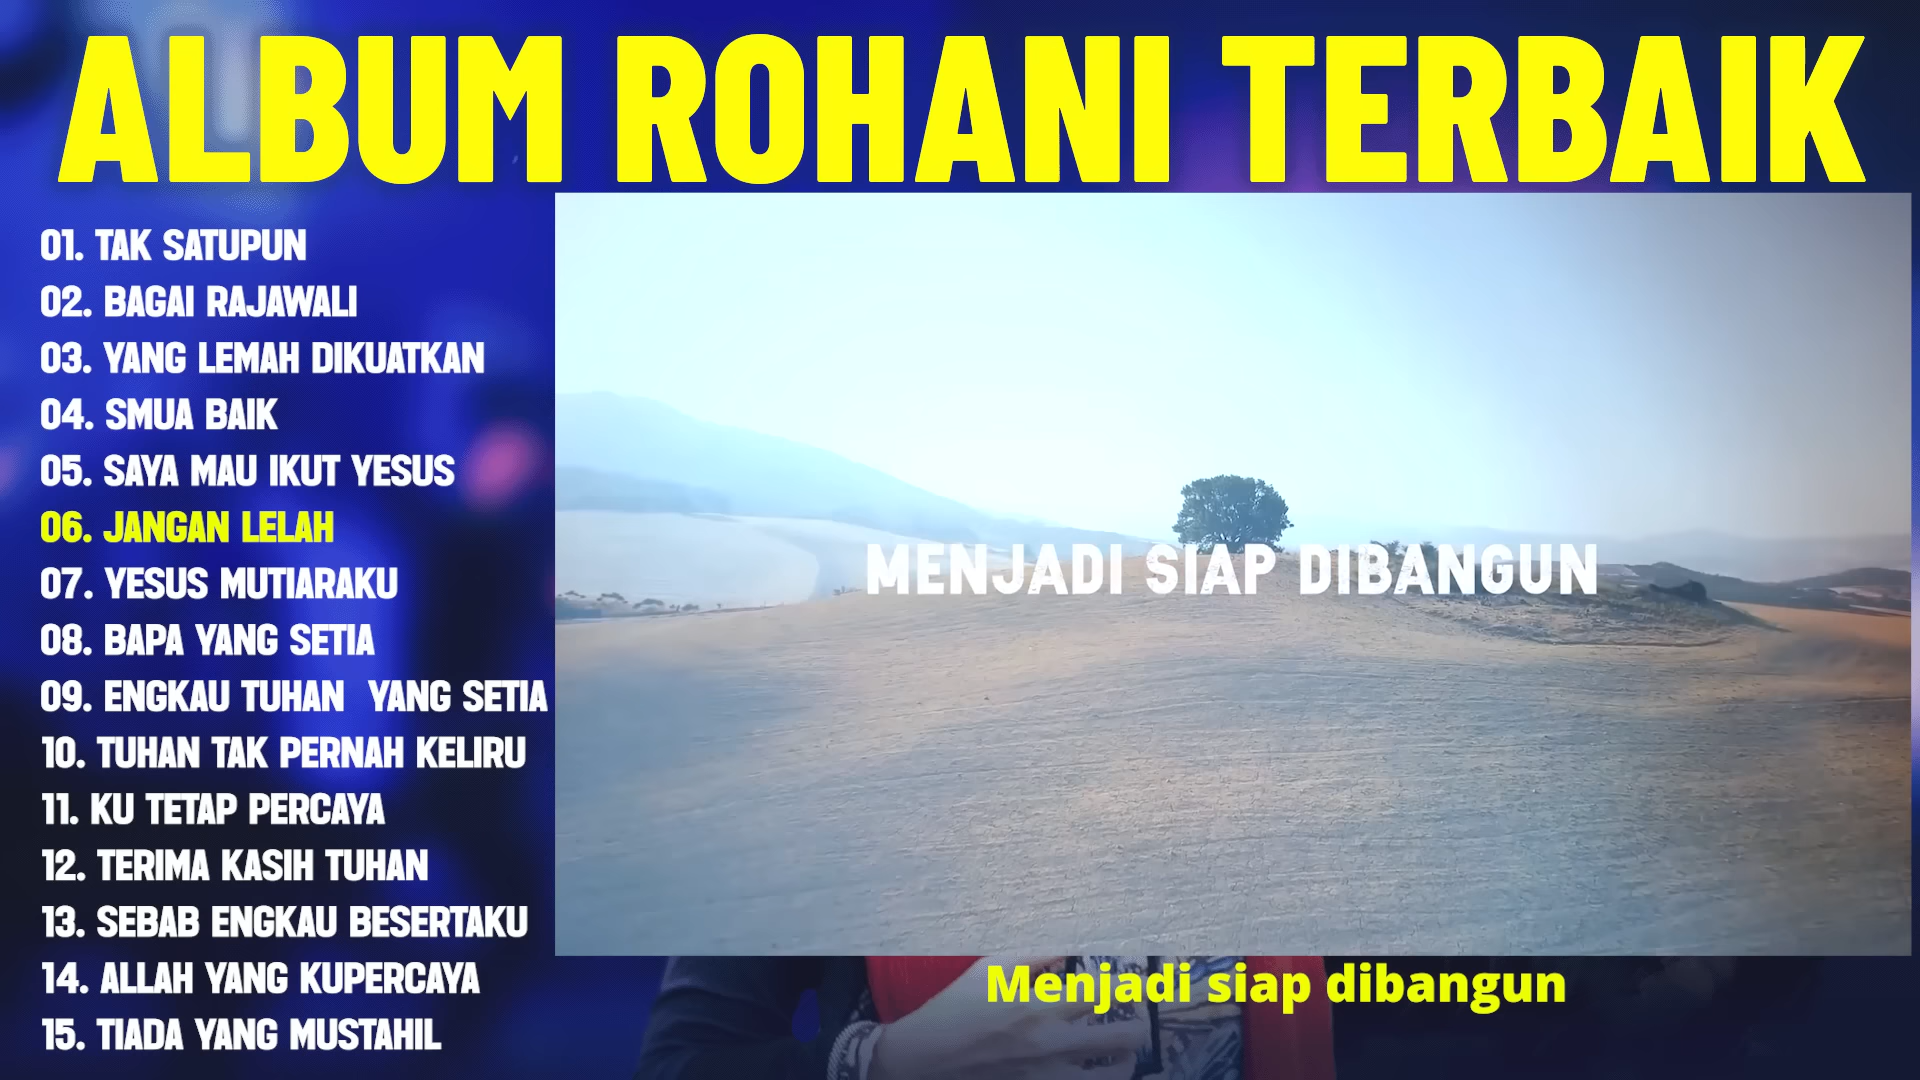 ALBUM ROHANI TERBAIK
01. TAK SATUPUN
02. BAGAI RAJAWALI
03. YANG LEMAH DIKUATKAN
04. SMUA BAIK
05. SAYA MAU IKUT YESUS
06. JANGAN LELAH
07. YESUS MUTIARAKU
08. BAPA YANG SETIA
09. ENGKAU TUHAN  YANG SETIA
10. TUHAN TAK PERNAH KELIRU
11. KU TETAP PERCAYA
12. TERIMA KASIH TUHAN
13. SEBAB ENGKAU BESERTAKU
14. ALLAH YANG KUPERCAYA
15. TIADA YANG MUSTAHIL
MENJADI SIAP DIBANGUN
Menjadi siap dibangun